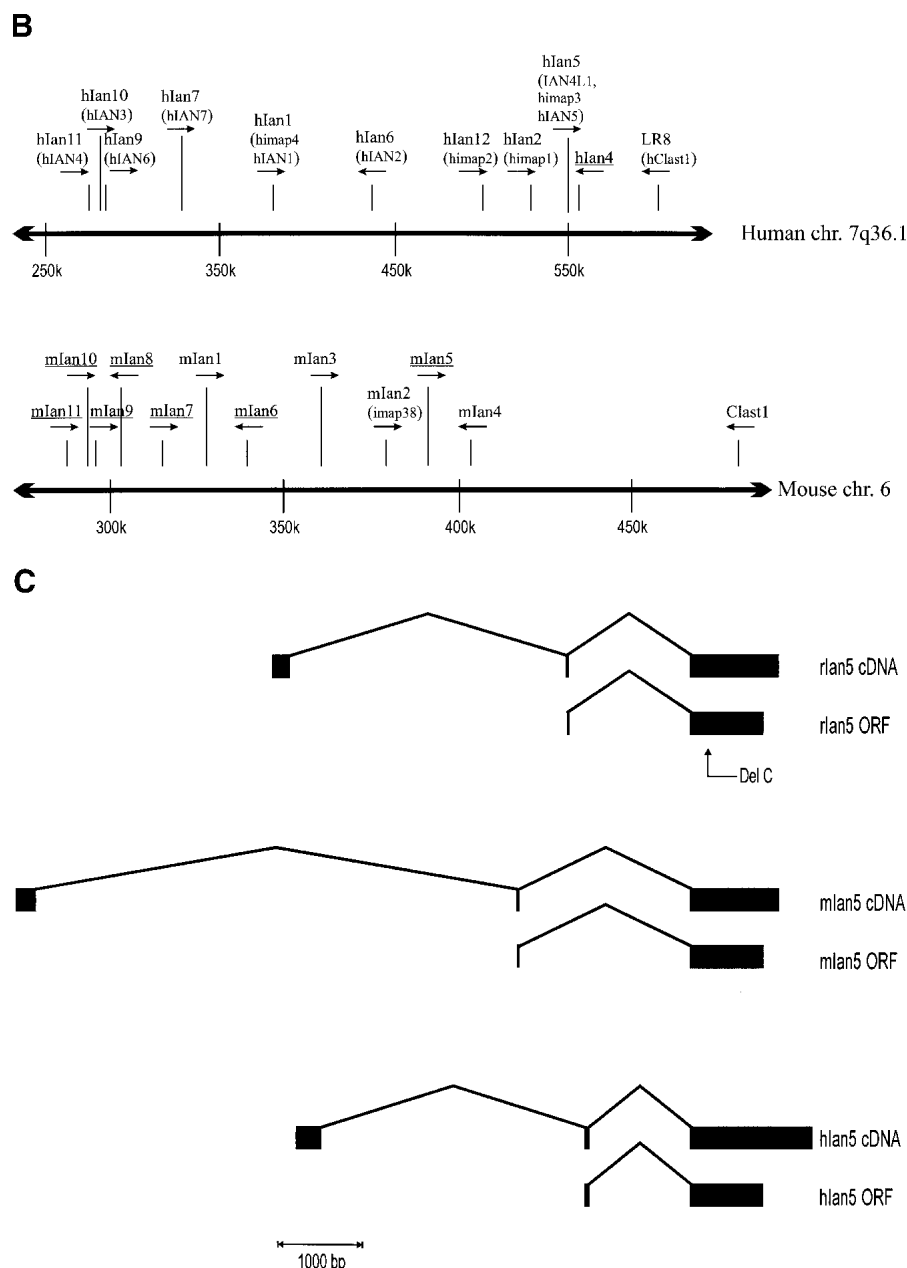 B
hIan5
(IAN4L1,
himap3
hIAN5)
hIan10
(hIAN3)
hIan7
(hIAN7)
hIan1
(himap4
hIAN1)
hIan11
(hIAN4)
hIan9
(hIAN6)
hIan6
(hIAN2)
hIan12
(himap2)
hIan2
(himap1)
hIan4
LR8
(hClast1)
Human chr. 7q36.1
250k 350k 450k 550k
mIan10 mIan8 mIan1 mIan3 mIan5
mIan2
(imap38)
mIan11 mIan9 mIan7 mIan6 mIan4 Clast1
Mouse chr. 6
300k 350k 400k 450k
C
rIan5 cDNA
rIan5 ORF
Del C
mIan5 cDNA
mIan5 ORF
hIan5 cDNA
hIan5 ORF
1000 bp